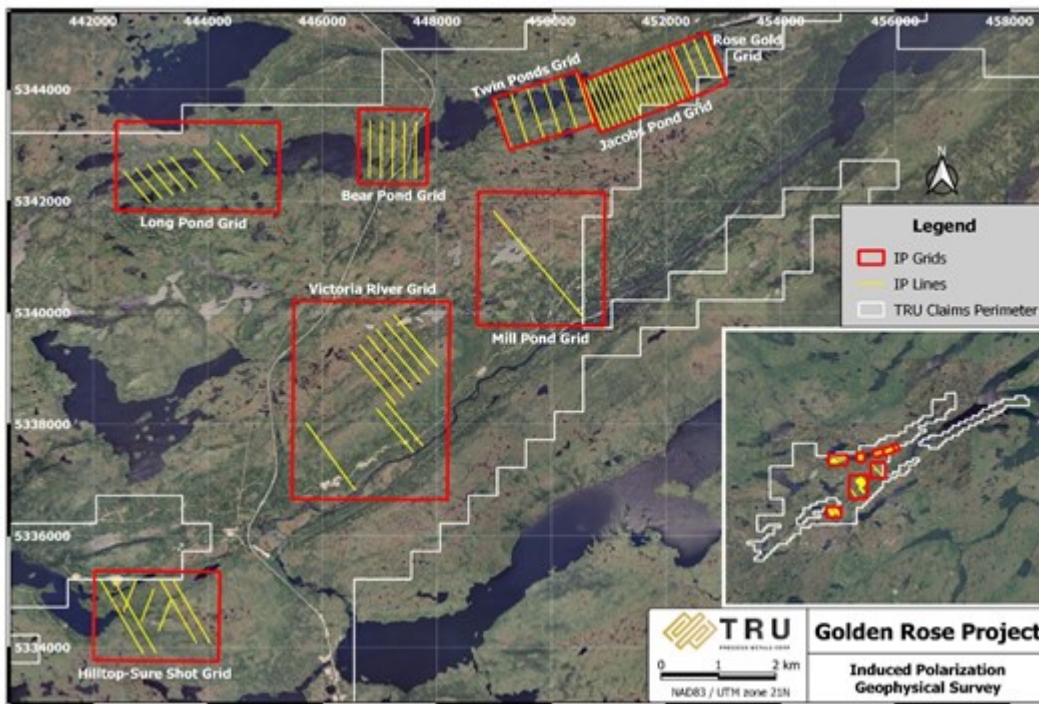 442000 444000 446000 448000 450000 452000 454000 456000 458000
5344000
5342000
5340000
5338000
5336000
5334000
Rose Gold
Grid
Twin Ponds Grid
Jacobs Pond Grid
Bear Pond Grid
Long Pond Grid
Victoria River Grid
Mill Pond Grid
Hilltop-Sure Shot Grid
N
Legend
IP Grids
IP Lines
TRU Claims Perimeter
TRU
PRECIOUS METALS CORP
0 1 2 km
NAD83 / UTM zone 21N
Golden Rose Project
Induced Polarization
Geophysical Survey